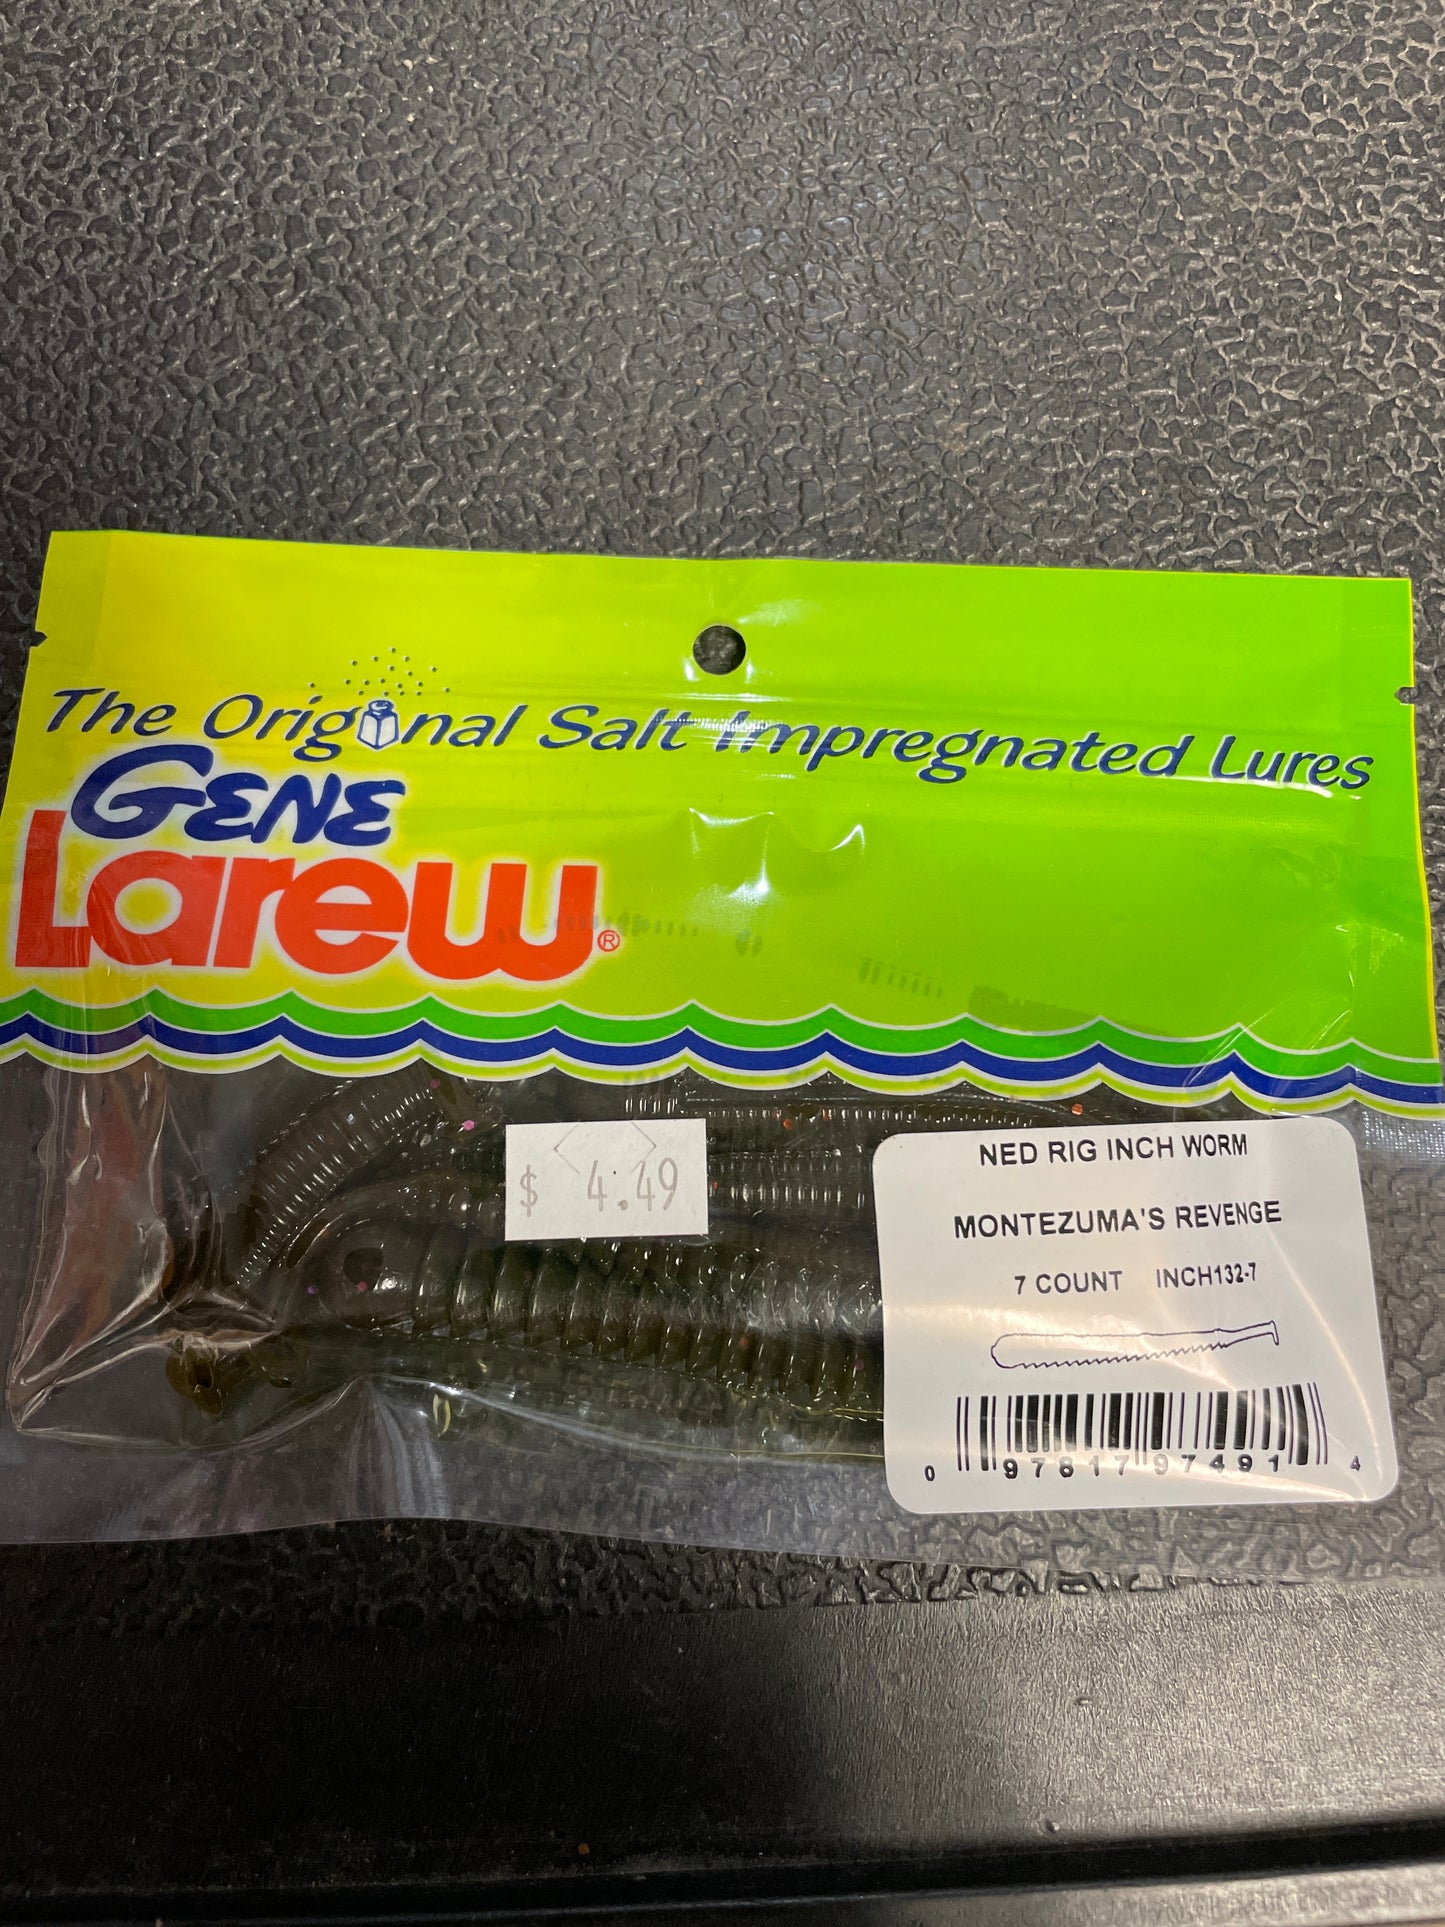 The Original Salt Impregnated Lures
GENE
Larew®
$ 4.49
NED RIG INCH WORM
MONTEZUMA'S REVENGE
7 COUNT INCH132-7
0 97817 97491 4